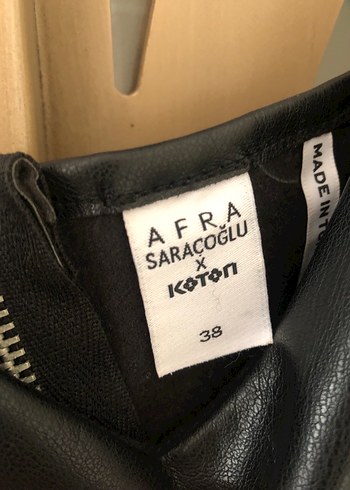 AFRA
SARAÇOĞLU
X
KOTON
38
MADE IN